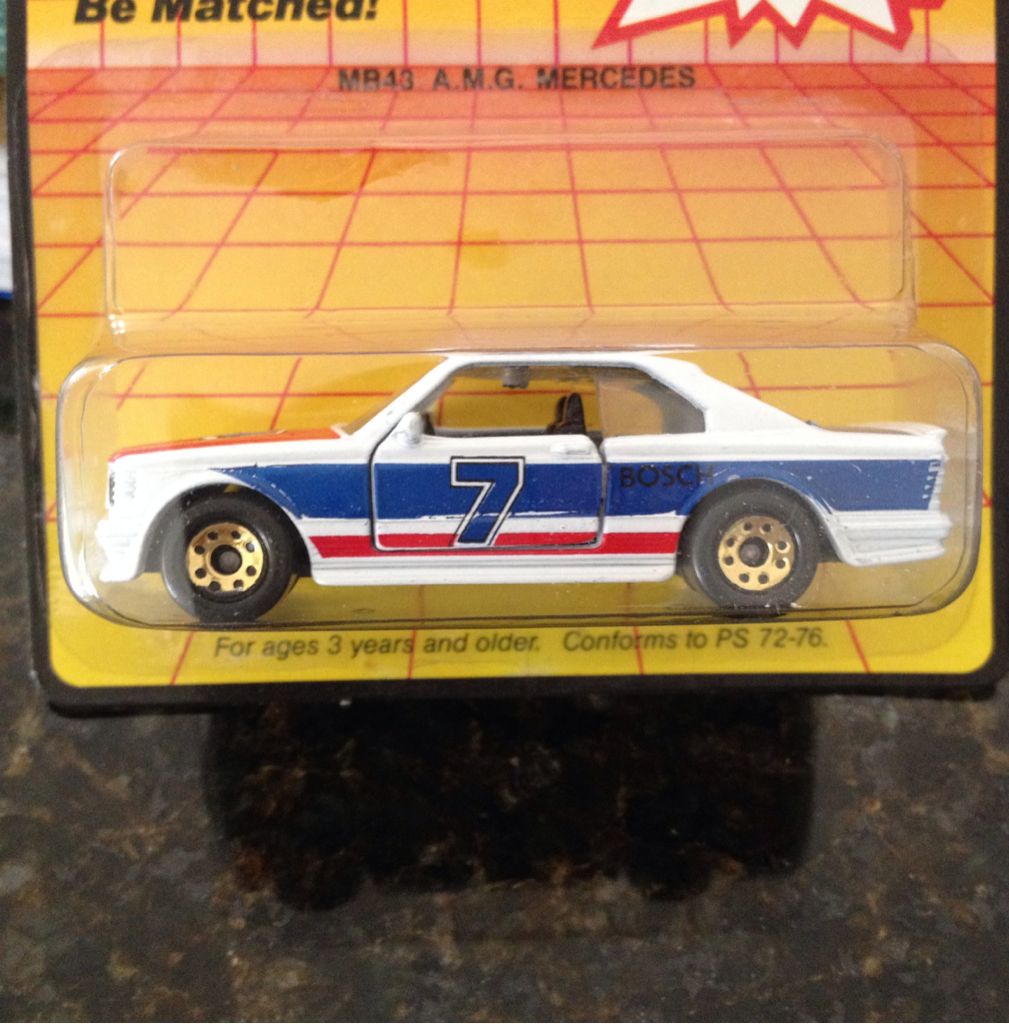 Be Matched!
MB43 A.M.G. MERCEDES
7
BOSCH
For ages 3 years and older. Conforms to PS 72-76.